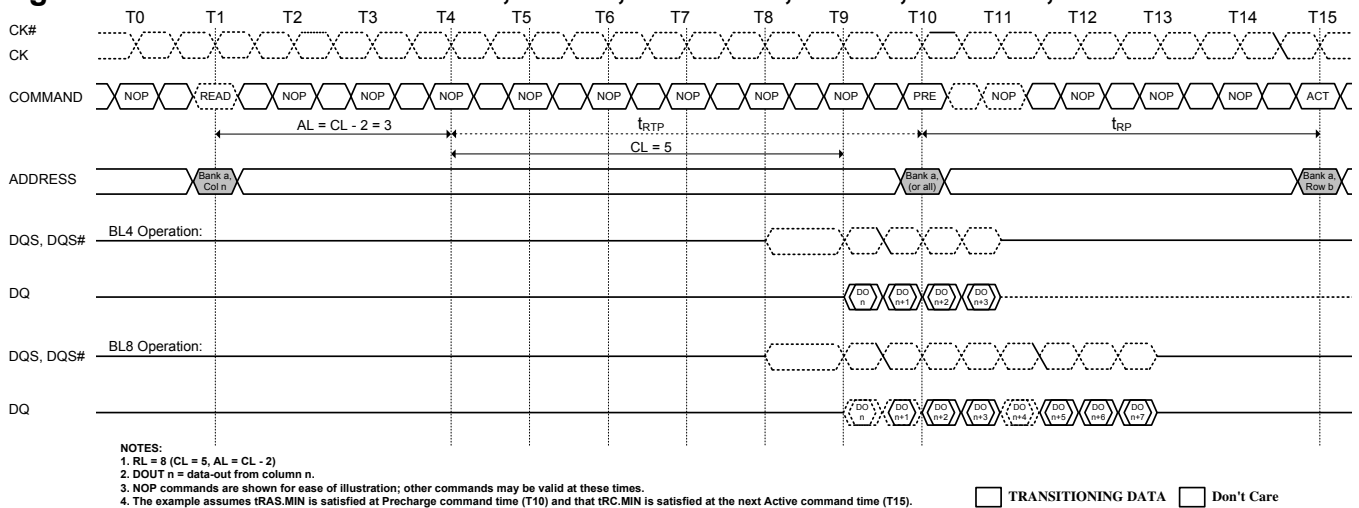 T0 T1 T2 T3 T4 T5 T6 T7 T8 T9 T10 T11 T12 T13 T14 T15
CK#
CK
COMMAND NOP READ NOP NOP NOP NOP NOP NOP NOP NOP PRE NOP NOP NOP NOP ACT
AL = CL - 2 = 3 tRTP tRP
CL = 5
ADDRESS Bank a, Col n Bank a, (or all) Bank a, Row b
BL4 Operation:
DQS, DQS#
DQ DO n DO n+1 DO n+2 DO n+3
BL8 Operation:
DQS, DQS#
DQ DO n DO n+1 DO n+2 DO n+3 DO n+4 DO n+5 DO n+6 DO n+7
NOTES:
1. RL = 8 (CL = 5, AL = CL - 2)
2. DOUT n = data-out from column n.
3. NOP commands are shown for ease of illustration; other commands may be valid at these times.
4. The example assumes tRAS.MIN is satisfied at Precharge command time (T10) and that tRC.MIN is satisfied at the next Active command time (T15).
TRANSITIONING DATA Don't Care